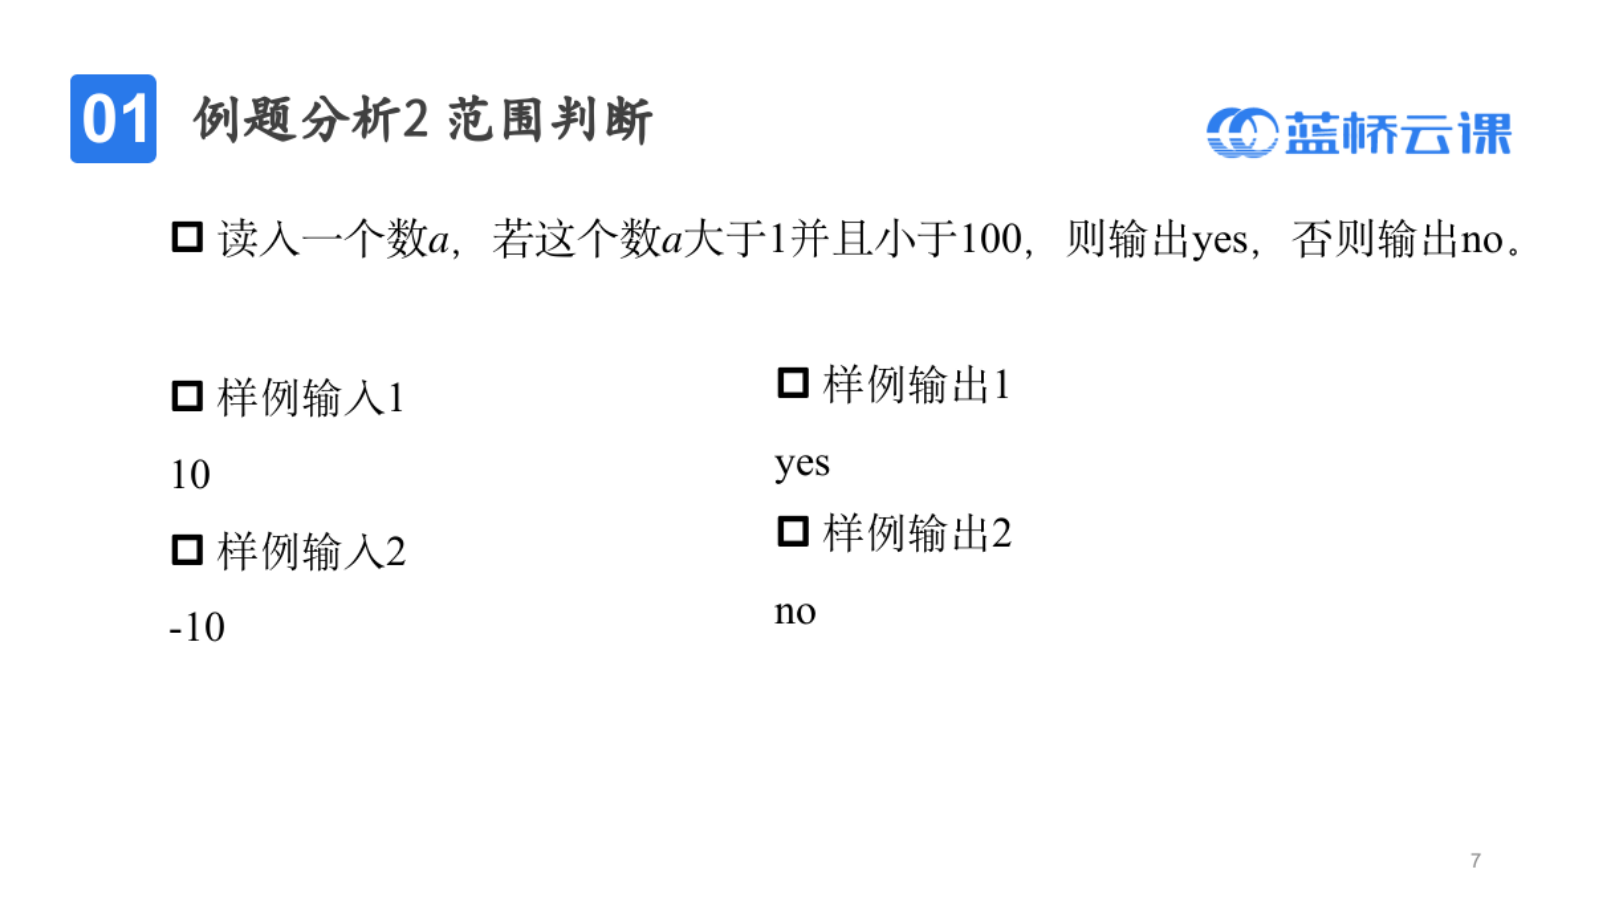 01 例题分析2 范围判断
蓝桥云课
读入一个数a，若这个数a大于1并且小于100，则输出yes，否则输出no。
样例输入1
10
样例输入2
-10
样例输出1
yes
样例输出2
no
7